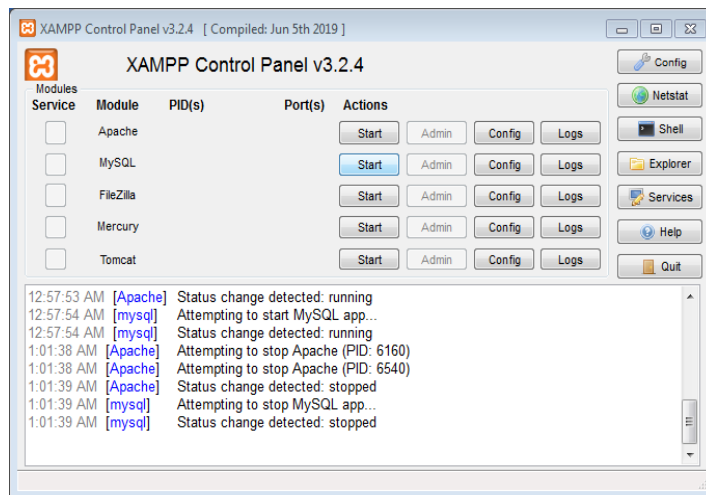 XAMPP Control Panel v3.2.4 [ Compiled: Jun 5th 2019 ]
XAMPP Control Panel v3.2.4
Config
Modules
Service Module PID(s) Port(s) Actions
Netstat
Apache Start Admin Config Logs
Shell
MySQL Start Admin Config Logs
Explorer
FileZilla Start Admin Config Logs
Services
Mercury Start Admin Config Logs
Help
Tomcat Start Admin Config Logs
Quit
12:57:53 AM [Apache] Status change detected: running
12:57:54 AM [mysql] Attempting to start MySQL app...
12:57:54 AM [mysql] Status change detected: running
1:01:38 AM [Apache] Attempting to stop Apache (PID: 6160)
1:01:38 AM [Apache] Attempting to stop Apache (PID: 6540)
1:01:39 AM [Apache] Status change detected: stopped
1:01:39 AM [mysql] Attempting to stop MySQL app...
1:01:39 AM [mysql] Status change detected: stopped